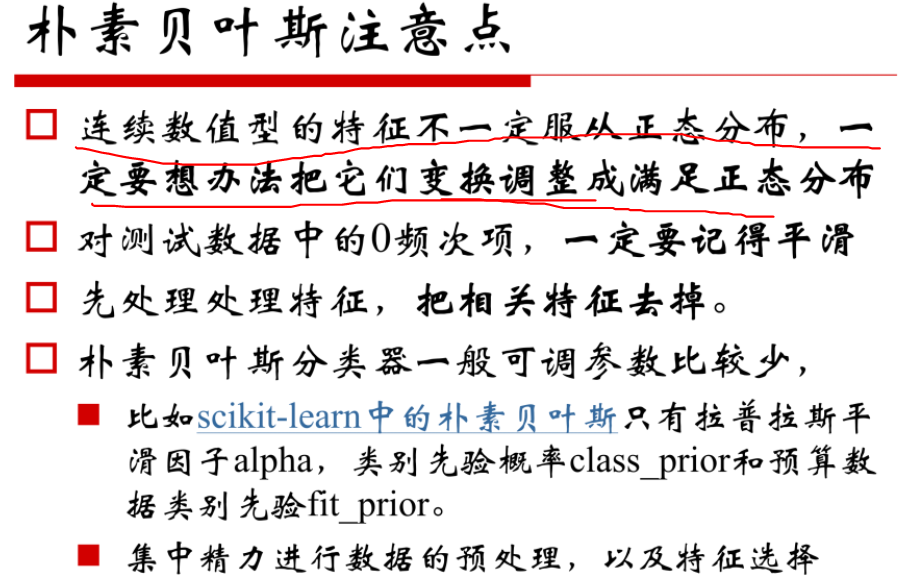 朴素贝叶斯注意点
连续数值型的特征不一定服从正态分布，一
定要想办法把它们变换调整成满足正态分布
对测试数据中的0频次项，一定要记得平滑
先处理处理特征，把相关特征去掉。
朴素贝叶斯分类器一般可调参数比较少，
比如scikit-learn中的朴素贝叶斯只有拉普拉斯平
滑因子alpha，类别先验概率class_prior和预算数
据类别先验fit_prior。
集中精力进行数据的预处理，以及特征选择